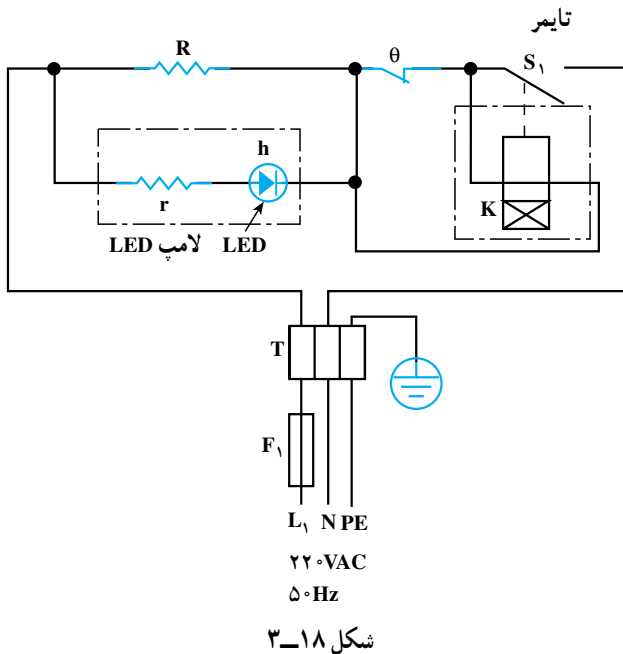 تایمر
R
θ
S۱
h
r
K
لامپ LED
LED
T
F۱
L۱ N PE
۲۲۰VAC
۵۰Hz
شکل ۱۸ــ۳